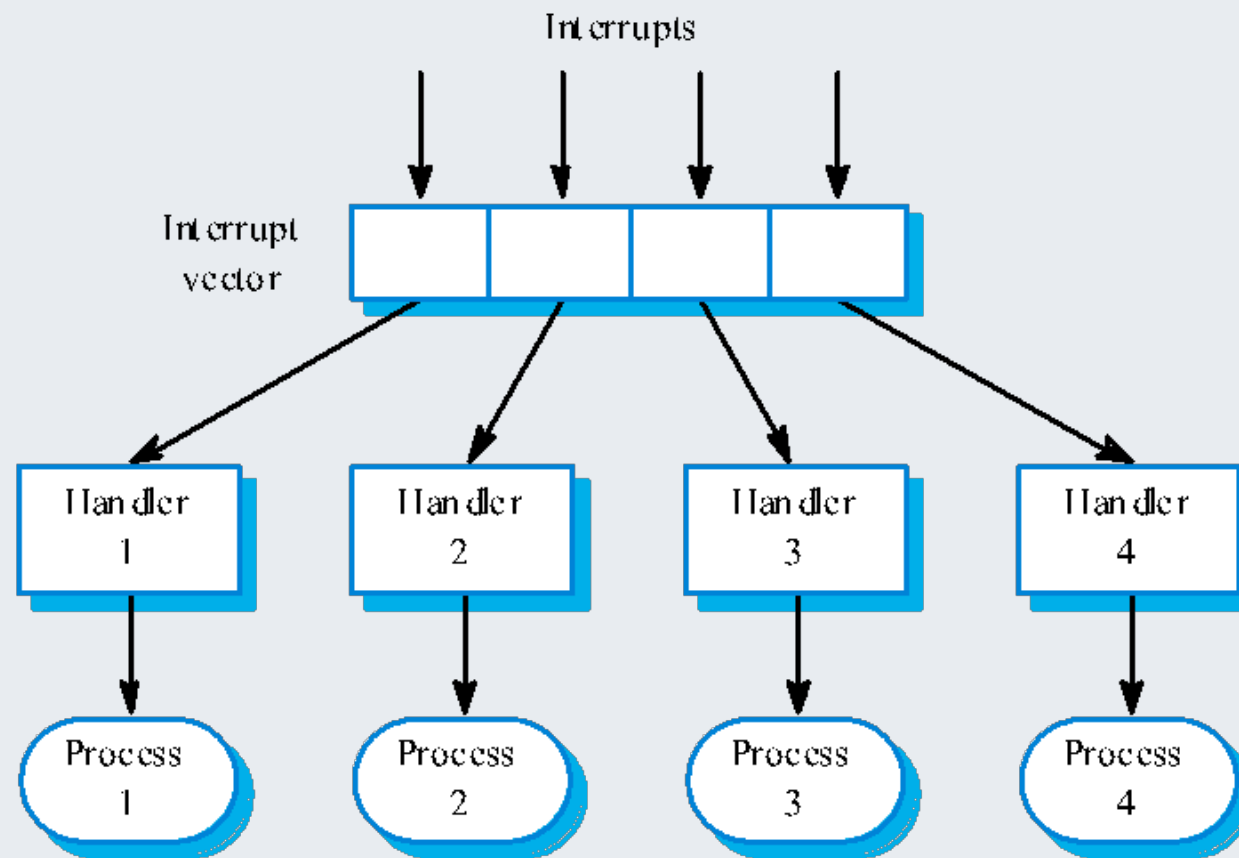 Interrupts
Interrupt
vector
Handler
1
Handler
2
Handler
3
Handler
4
Process
1
Process
2
Process
3
Process
4